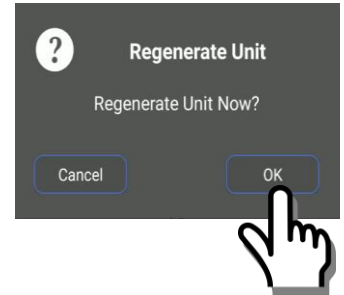 ?
Regenerate Unit
Regenerate Unit Now?
Cancel
OK